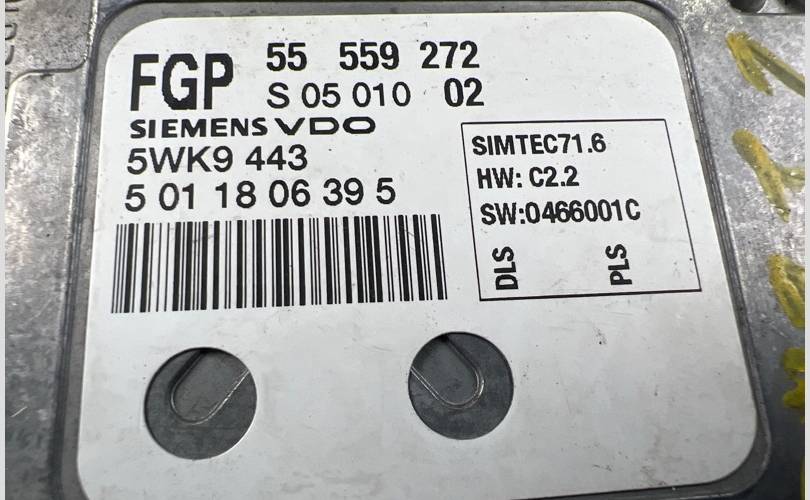 FGP 55 559 272
S 05 010 02
SIEMENS VDO
5WK9 443
5 01 18 06 39 5
SIMTEC71.6
HW: C2.2
SW:0466001C
DLS PLS